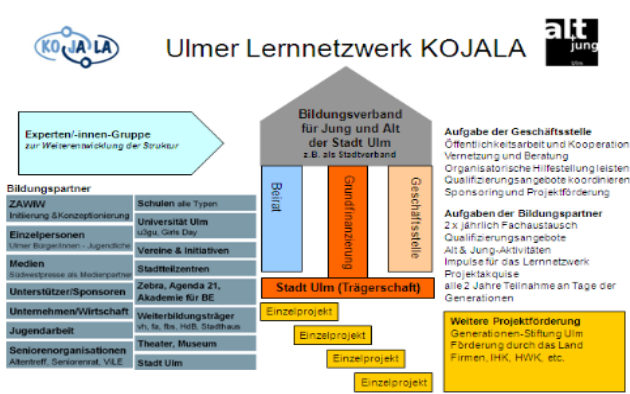 KOJALA
Ulmer Lernnetzwerk KOJALA
alt
jung
Ulm
Experten/-innen-Gruppe
zur Weiterentwicklung der Struktur
Bildungsverband
für Jung und Alt
der Stadt Ulm
z.B. als Stadtverband
Beirat
Grundfinanzierung
Geschäftsstelle
Stadt Ulm (Trägerschaft)
Einzelprojekt
Einzelprojekt
Einzelprojekt
Einzelprojekt
Bildungspartner
ZAWiW
Initiierung & Konzeptionierung
Einzelpersonen
Ulmer BürgerInnen - Jugendliche
Medien
Südwestpresse als Medienpartner
Unterstützer/Sponsoren
Unternehmen/Wirtschaft
Jugendarbeit
Seniorenorganisationen
Altentreff, Seniorenrat, ViLE
Schulen alle Typen
Universität Ulm
u3gu, Girls Day
Vereine & Initiativen
Stadtteilzentren
Zebra, Agenda 21,
Akademie für BE
Weiterbildungsträger
vh, fa, fbs, HdB, Stadthaus
Theater, Museum
Stadt Ulm
Aufgabe der Geschäftsstelle
Öffentlichkeitsarbeit und Kooperation
Vernetzung und Beratung
Organisatorische Hilfestellung leisten
Qualifizierungsangebote koordinieren
Sponsoring und Projektförderung
Aufgaben der Bildungspartner
2 x jährlich Fachaustausch
Qualifizierungsangebote
Alt & Jung-Aktivitäten
Impulse für das Lernnetzwerk
Projektakquise
alle 2 Jahre Teilnahme an Tage der
Generationen
Weitere Projektförderung
Generationen-Stiftung Ulm
Förderung durch das Land
Firmen, IHK, HWK, etc.